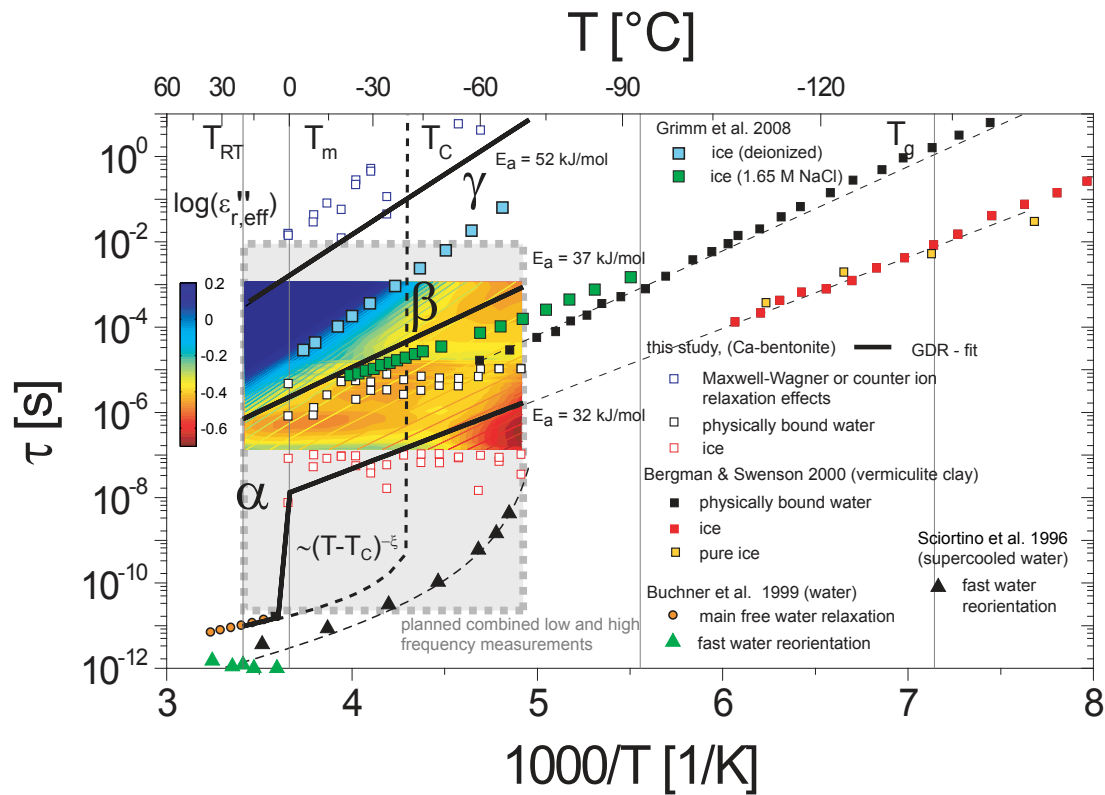 T [°C]
60 20 0 -30 -60 -90 -120
T_RT T_m T_C T_g
10^0
10^-2
10^-4
10^-6
10^-8
10^-10
10^-12
τ [s]
log(ε''_r,eff)
0.2
0
-0.2
-0.4
-0.6
E_a = 52 kJ/mol
γ
E_a = 37 kJ/mol
β
E_a = 32 kJ/mol
α
~(T-T_C)^-ξ
planned combined low and high
frequency measurements
Grimm et al. 2008
ice (deionized)
ice (1.65 M NaCl)
this study, (Ca-bentonite) GDR - fit
Maxwell-Wagner or counter ion
relaxation effects
physically bound water
ice
Bergman & Swenson 2000 (vermiculite clay)
physically bound water
ice
pure ice
Sciortino et al. 1996
(supercooled water)
fast water
reorientation
Buchner et al. 1999 (water)
main free water relaxation
fast water reorientation
3 4 5 6 7 8
1000/T [1/K]